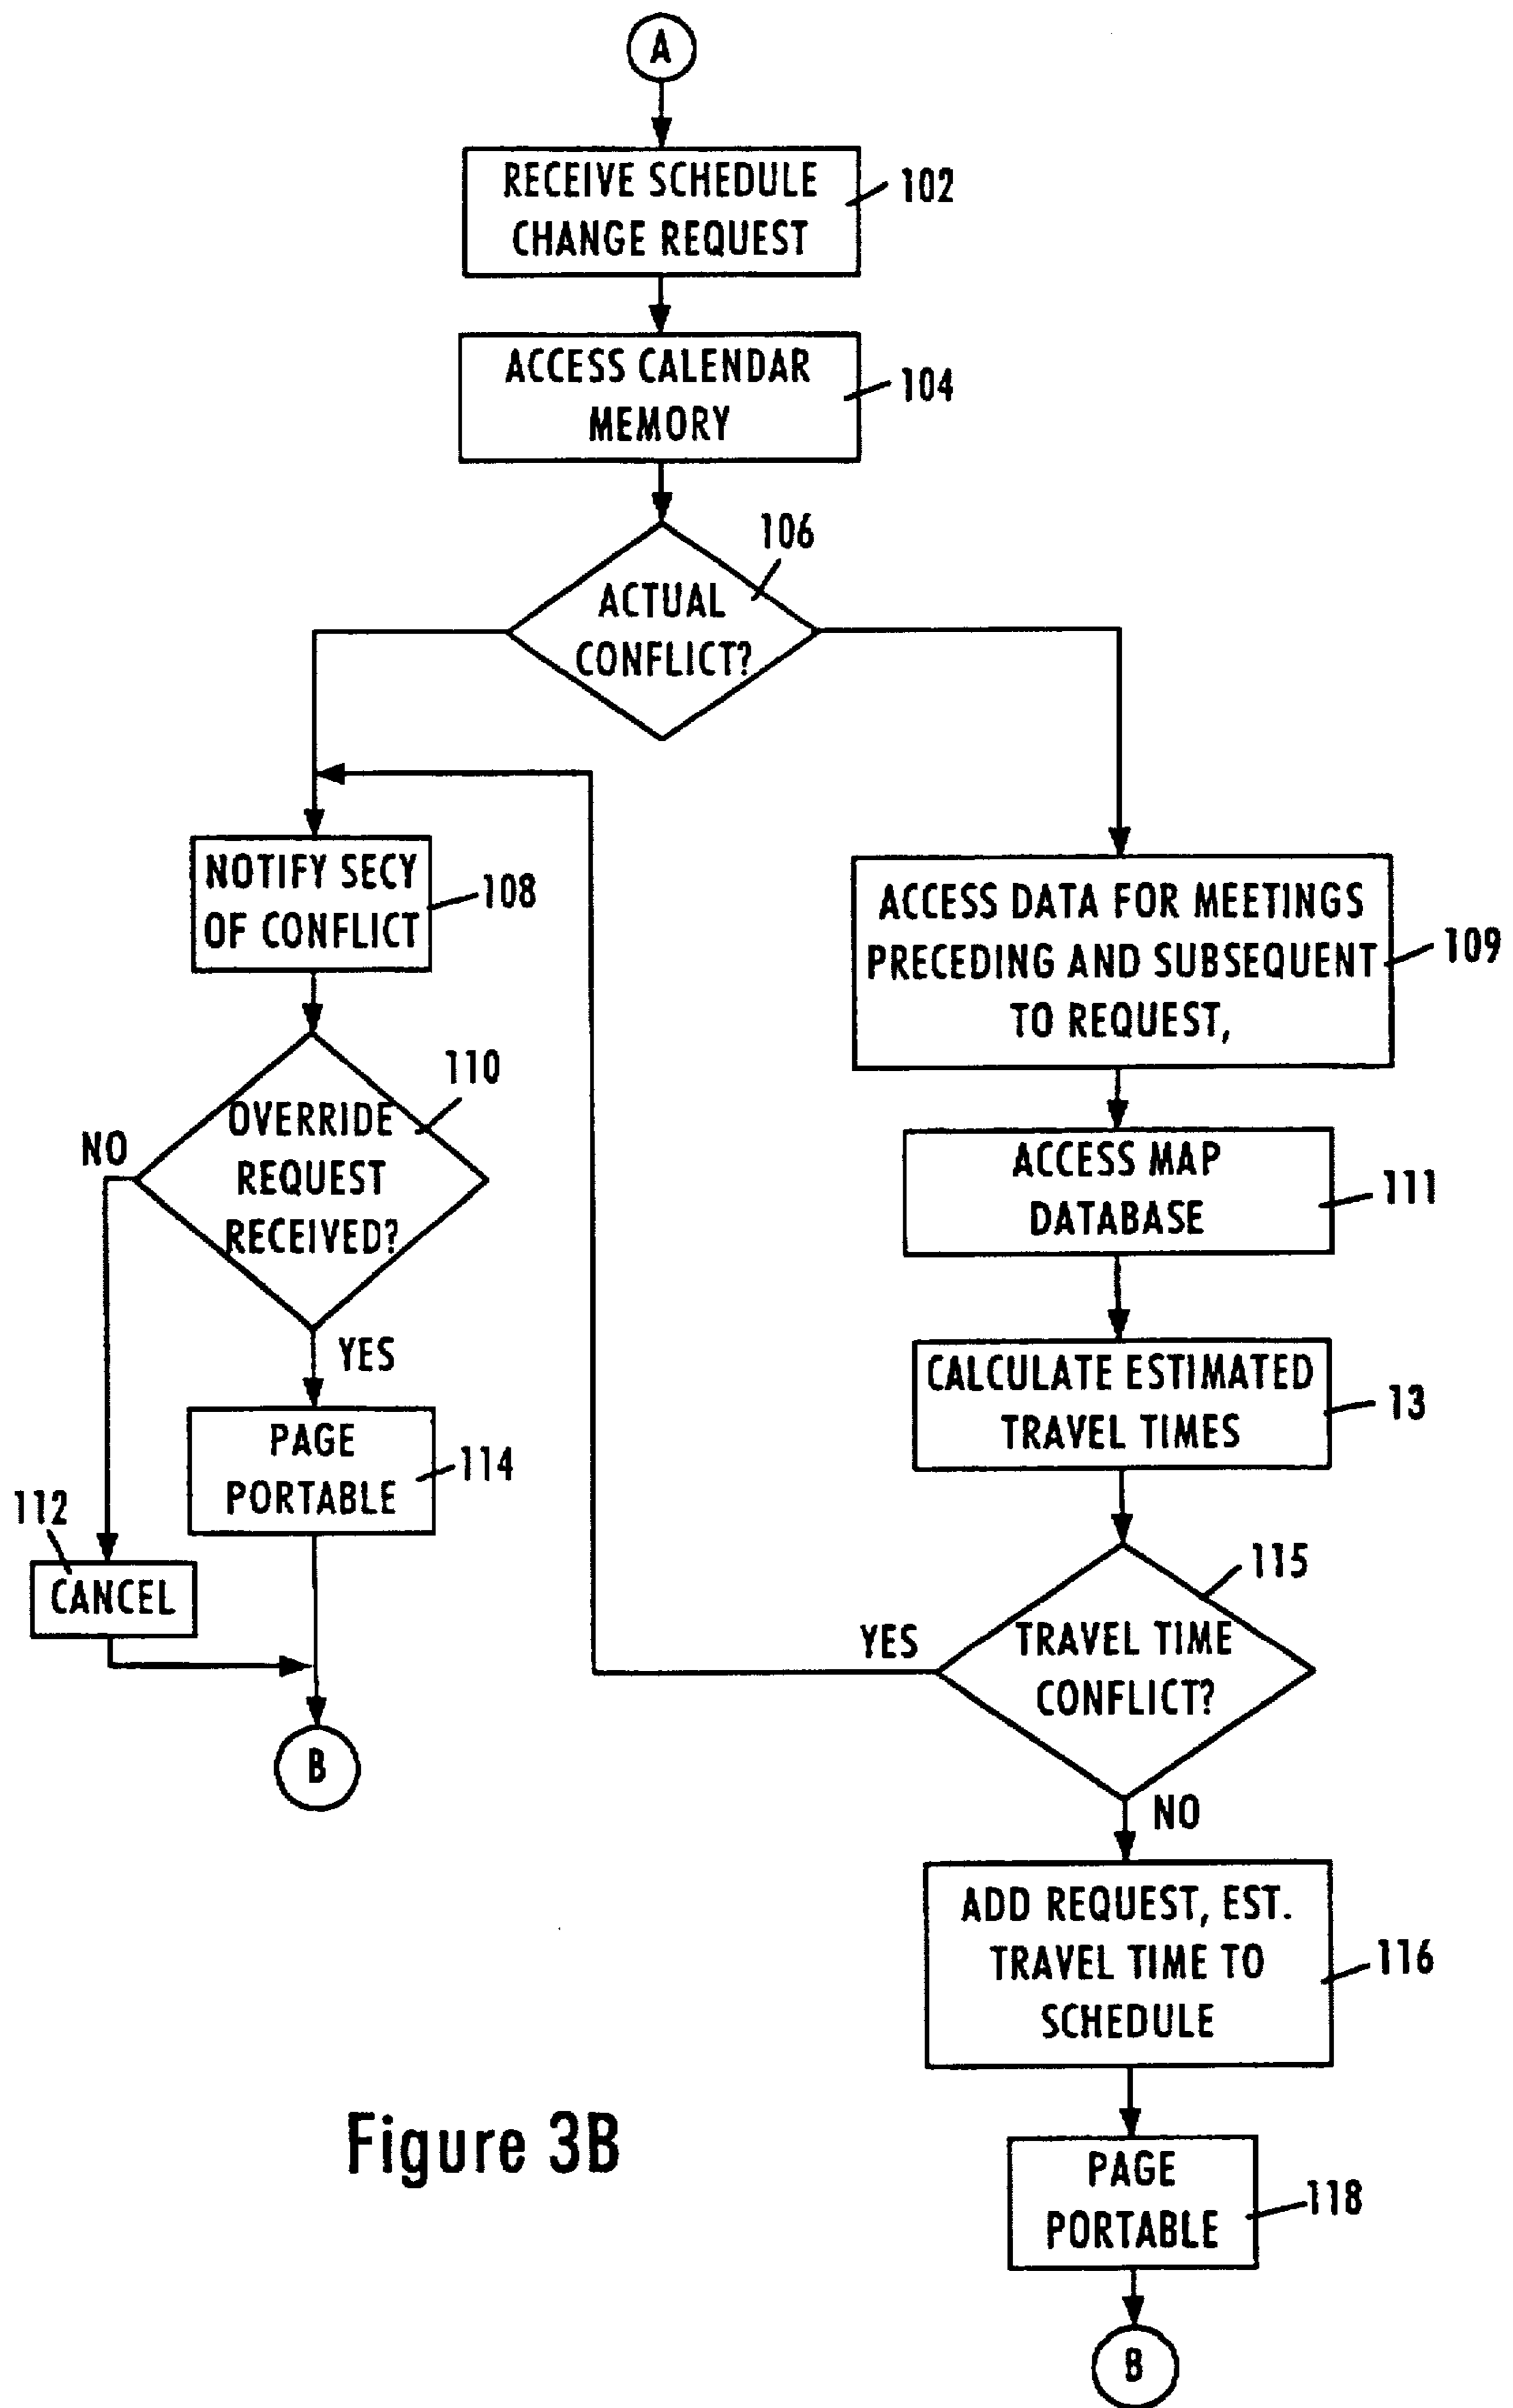 A
RECEIVE SCHEDULE
CHANGE REQUEST
102
ACCESS CALENDAR
MEMORY
104
106
ACTUAL
CONFLICT?
NOTIFY SECY
OF CONFLICT
108
ACCESS DATA FOR MEETINGS
PRECEDING AND SUBSEQUENT
TO REQUEST,
109
110
OVERRIDE
REQUEST
RECEIVED?
NO
YES
ACCESS MAP
DATABASE
111
CALCULATE ESTIMATED
TRAVEL TIMES
13
PAGE
PORTABLE
114
112
CANCEL
B
115
TRAVEL TIME
CONFLICT?
YES
NO
ADD REQUEST, EST.
TRAVEL TIME TO
SCHEDULE
116
PAGE
PORTABLE
118
B
Figure 3B